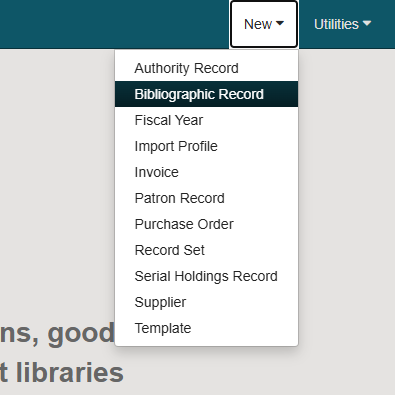 New Utilities
Authority Record
Bibliographic Record
Fiscal Year
Import Profile
Invoice
Patron Record
Purchase Order
Record Set
Serial Holdings Record
Supplier
Template
ns, good
t libraries